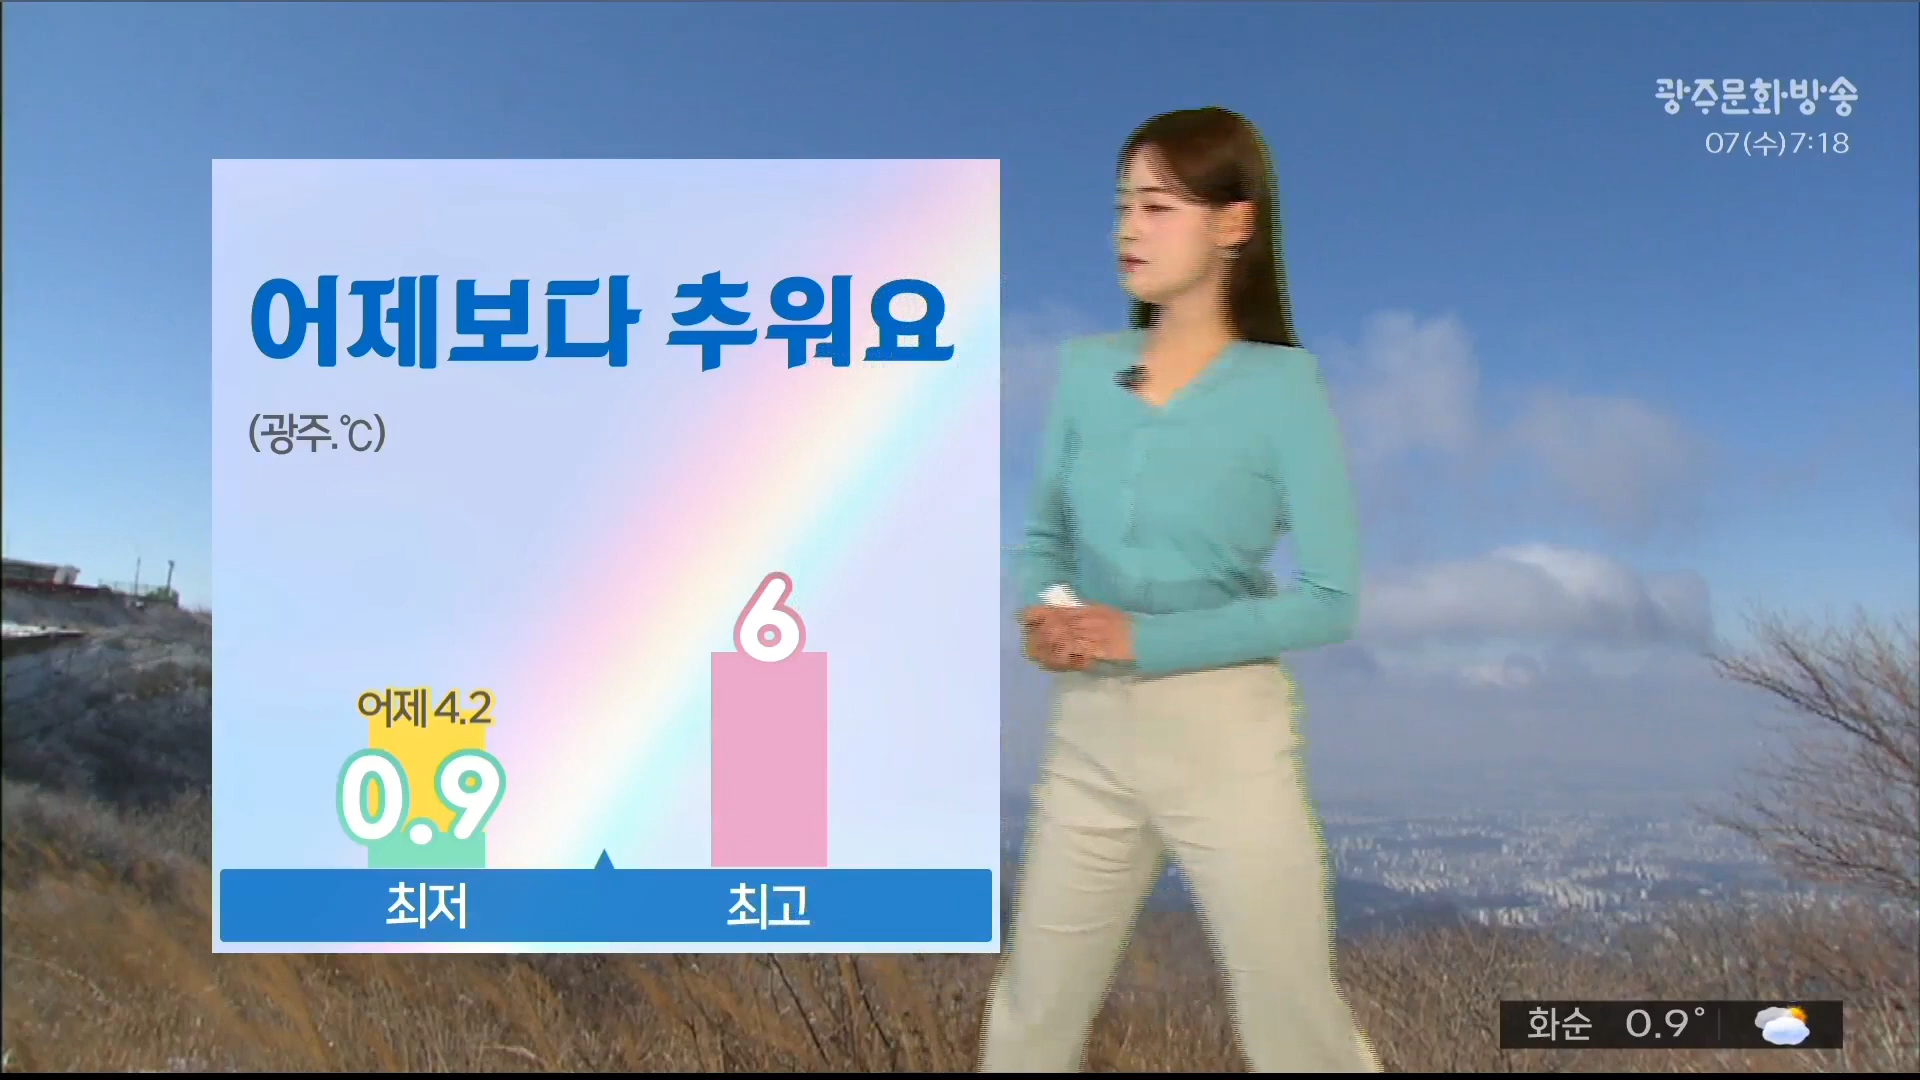 광주문화방송
07(수) 7:18
어제보다 추워요
(광주.℃)
6
어제 4.2
0.9
최저
최고
화순 0.9°